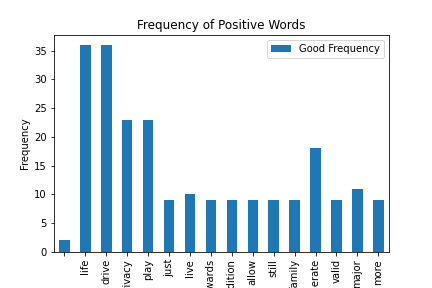 Frequency of Positive Words
Good Frequency
Frequency
35
30
25
20
15
10
5
0
life
drive
ivacy
play
just
live
wards
dition
allow
still
amily
erate
valid
major
more